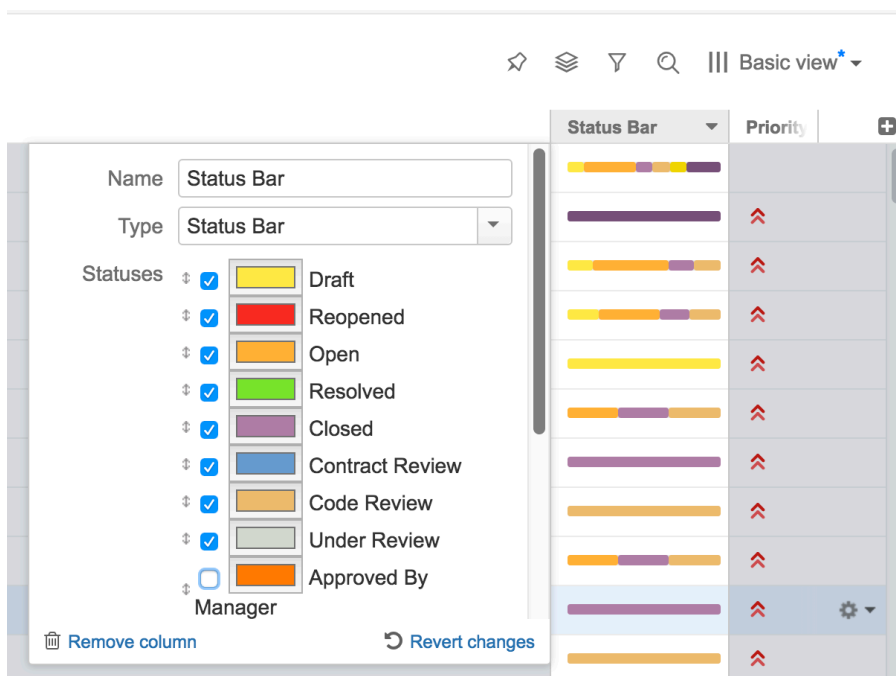 Basic view*
Status Bar Priority
Name Status Bar
Type Status Bar
Statuses
Draft
Reopened
Open
Resolved
Closed
Contract Review
Code Review
Under Review
Approved By
Manager
Remove column Revert changes